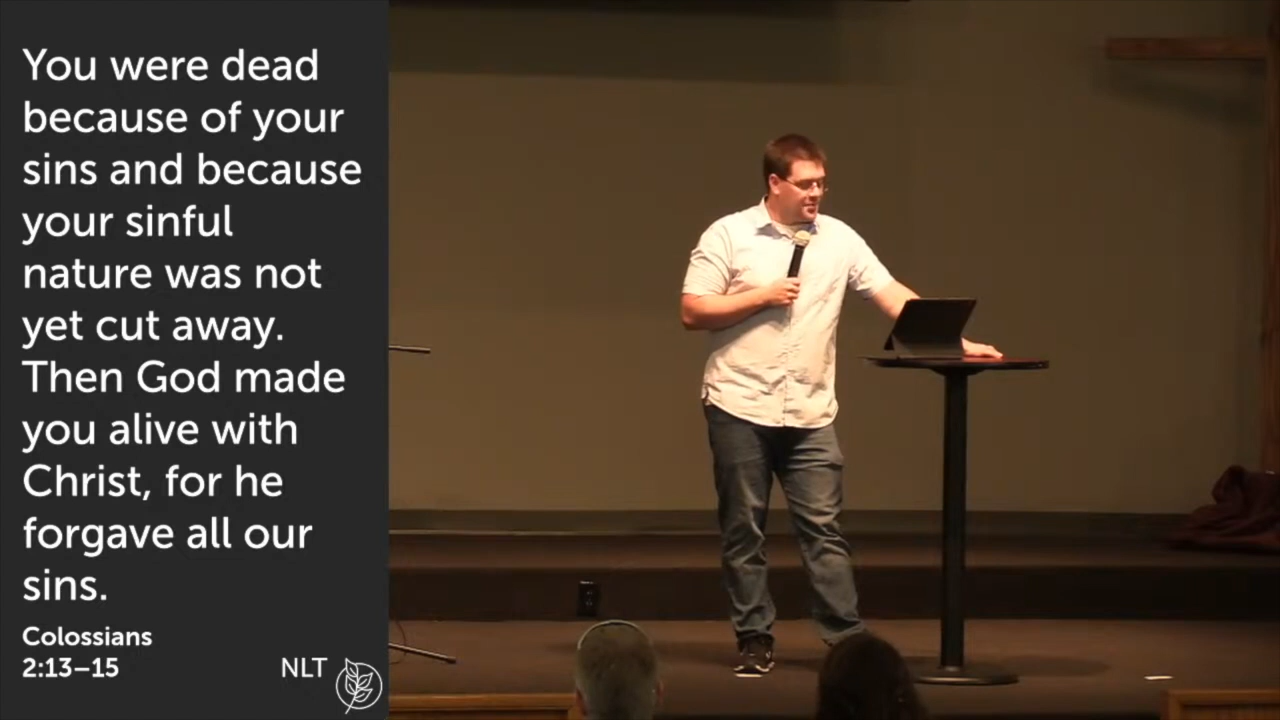 You were dead
because of your
sins and because
your sinful
nature was not
yet cut away.
Then God made
you alive with
Christ, for he
forgave all our
sins.
Colossians
2:13–15
NLT